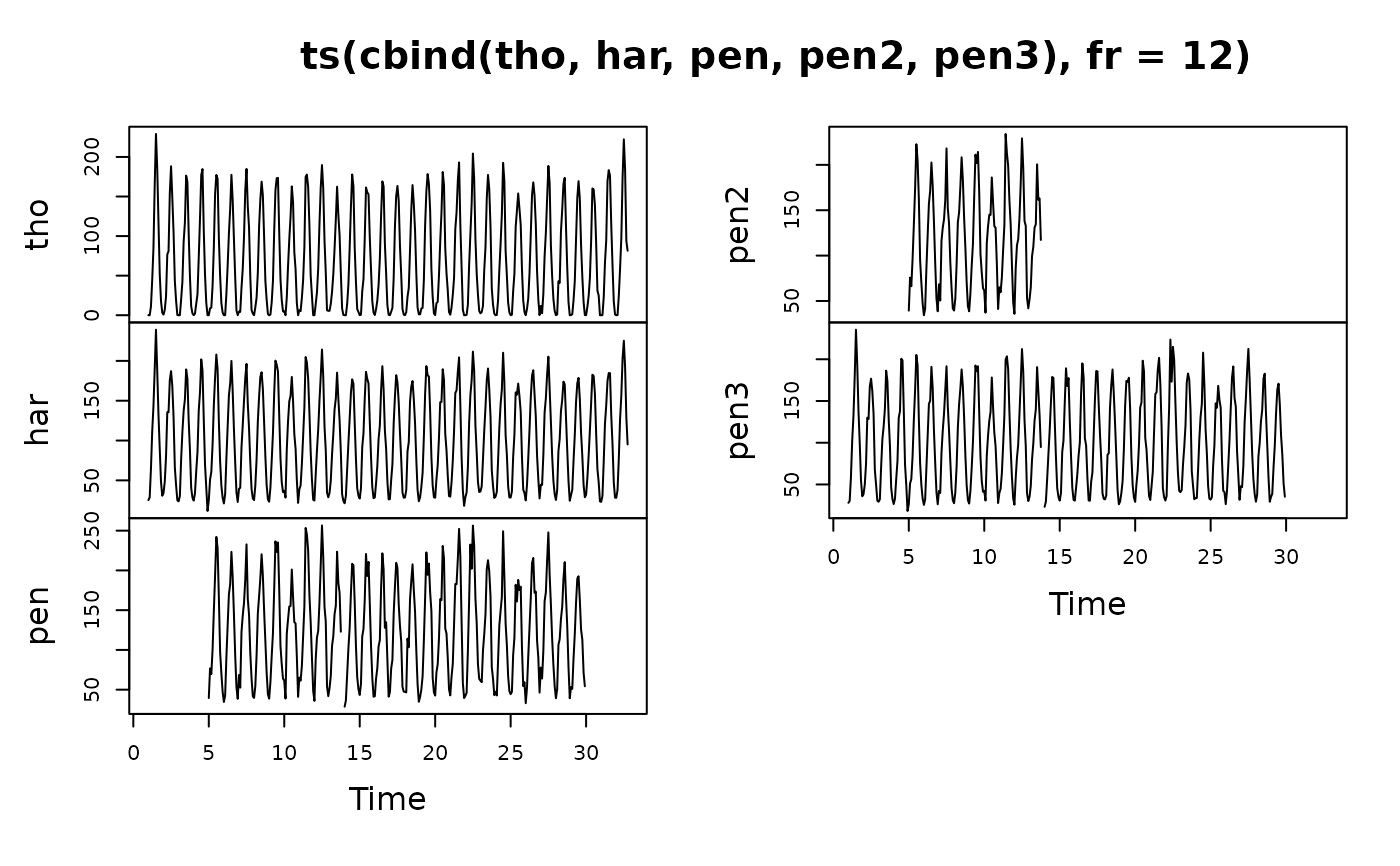 ts(cbind(tho, har, pen, pen2, pen3), fr = 12)
tho
0 100 200
har
50 150
pen
50 150 250
0 5 10 15 20 25 30
Time
pen2
50 150
pen3
50 150
0 5 10 15 20 25 30
Time